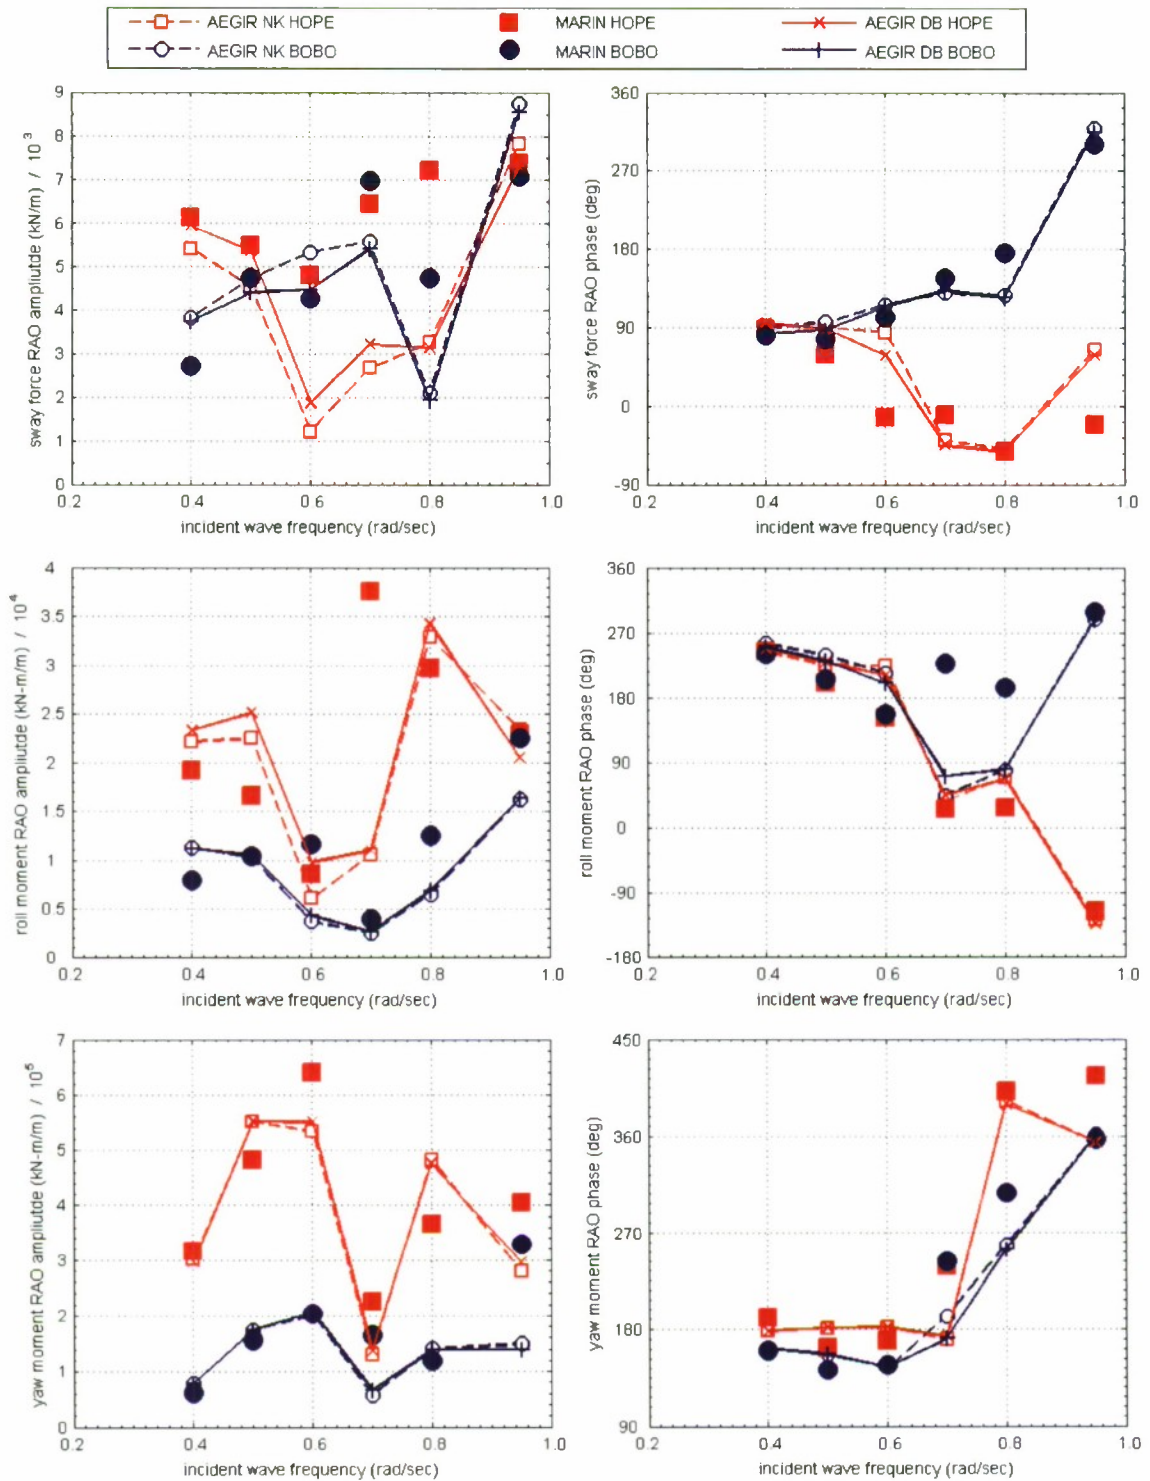 AEGIR NK HOPE MARIN HOPE AEGIR DB HOPE
AEGIR NK BOBO MARIN BOBO AEGIR DB BOBO
sway force RAO ampliutde (kN/m) / 10³
9
8
7
6
5
4
3
2
1
0
0.2 0.4 0.6 0.8 1.0
incident wave frequency (rad/sec)
sway force RAO phase (deg)
360
270
180
90
0
-90
0.2 0.4 0.6 0.8 1.0
incident wave frequency (rad/sec)
roll moment RAO ampliutde (kN-m/m) / 10⁴
4
3.5
3
2.5
2
1.5
1
0.5
0
0.2 0.4 0.6 0.8 1.0
incident wave frequency (rad/sec)
roll moment RAO phase (deg)
360
270
180
90
0
-90
-180
0.2 0.4 0.6 0.8 1.0
incident wave frequency (rad/sec)
yaw moment RAO ampliutde (kN-m/m) / 10⁵
7
6
5
4
3
2
1
0
0.2 0.4 0.6 0.8 1.0
incident wave frequency (rad/sec)
yaw moment RAO phase (deg)
450
360
270
180
90
0.2 0.4 0.6 0.8 1.0
incident wave frequency (rad/sec)